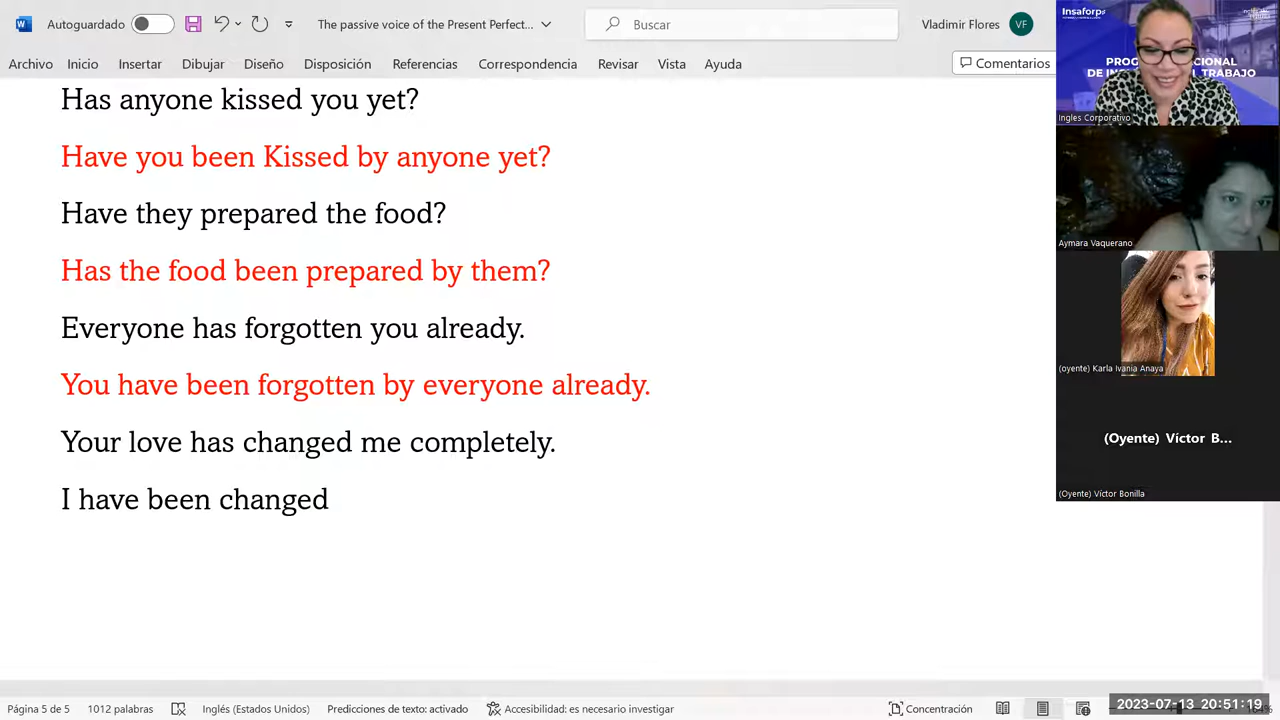 Autoguardado
The passive voice of the Present Perfect...
Buscar
Vladimir Flores
VF
Archivo Inicio Insertar Dibujar Diseño Disposición Referencias Correspondencia Revisar Vista Ayuda
Comentarios
Has anyone kissed you yet?
Have you been Kissed by anyone yet?
Have they prepared the food?
Has the food been prepared by them?
Everyone has forgotten you already.
You have been forgotten by everyone already.
Your love has changed me completely.
I have been changed
Insaforp
Ingles Corporativo
Aymara Vaquerano
(oyente) Karla Ivania Anaya
(Oyente) Víctor B...
(Oyente) Víctor Bonilla
Página 5 de 5 1012 palabras Inglés (Estados Unidos) Predicciones de texto: activado Accesibilidad: es necesario investigar Concentración
2023-07-13 20:51:19